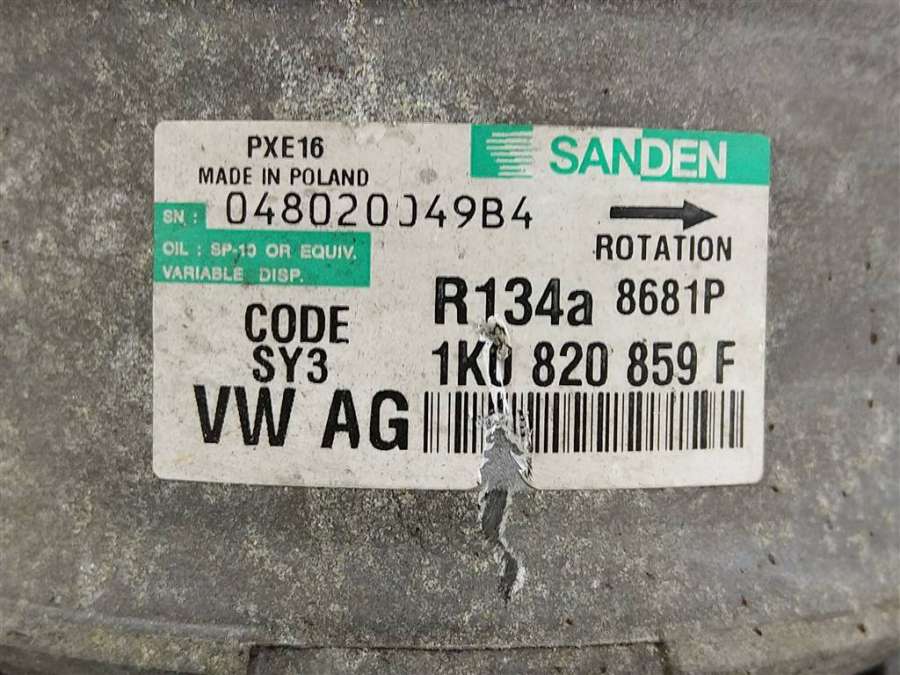 PXE16
SANDEN
MADE IN POLAND
SN : 048020049B4
ROTATION
OIL : SP-10 OR EQUIV.
VARIABLE DISP.
R134a 8681P
CODE
SY3
1K0 820 859 F
VW AG